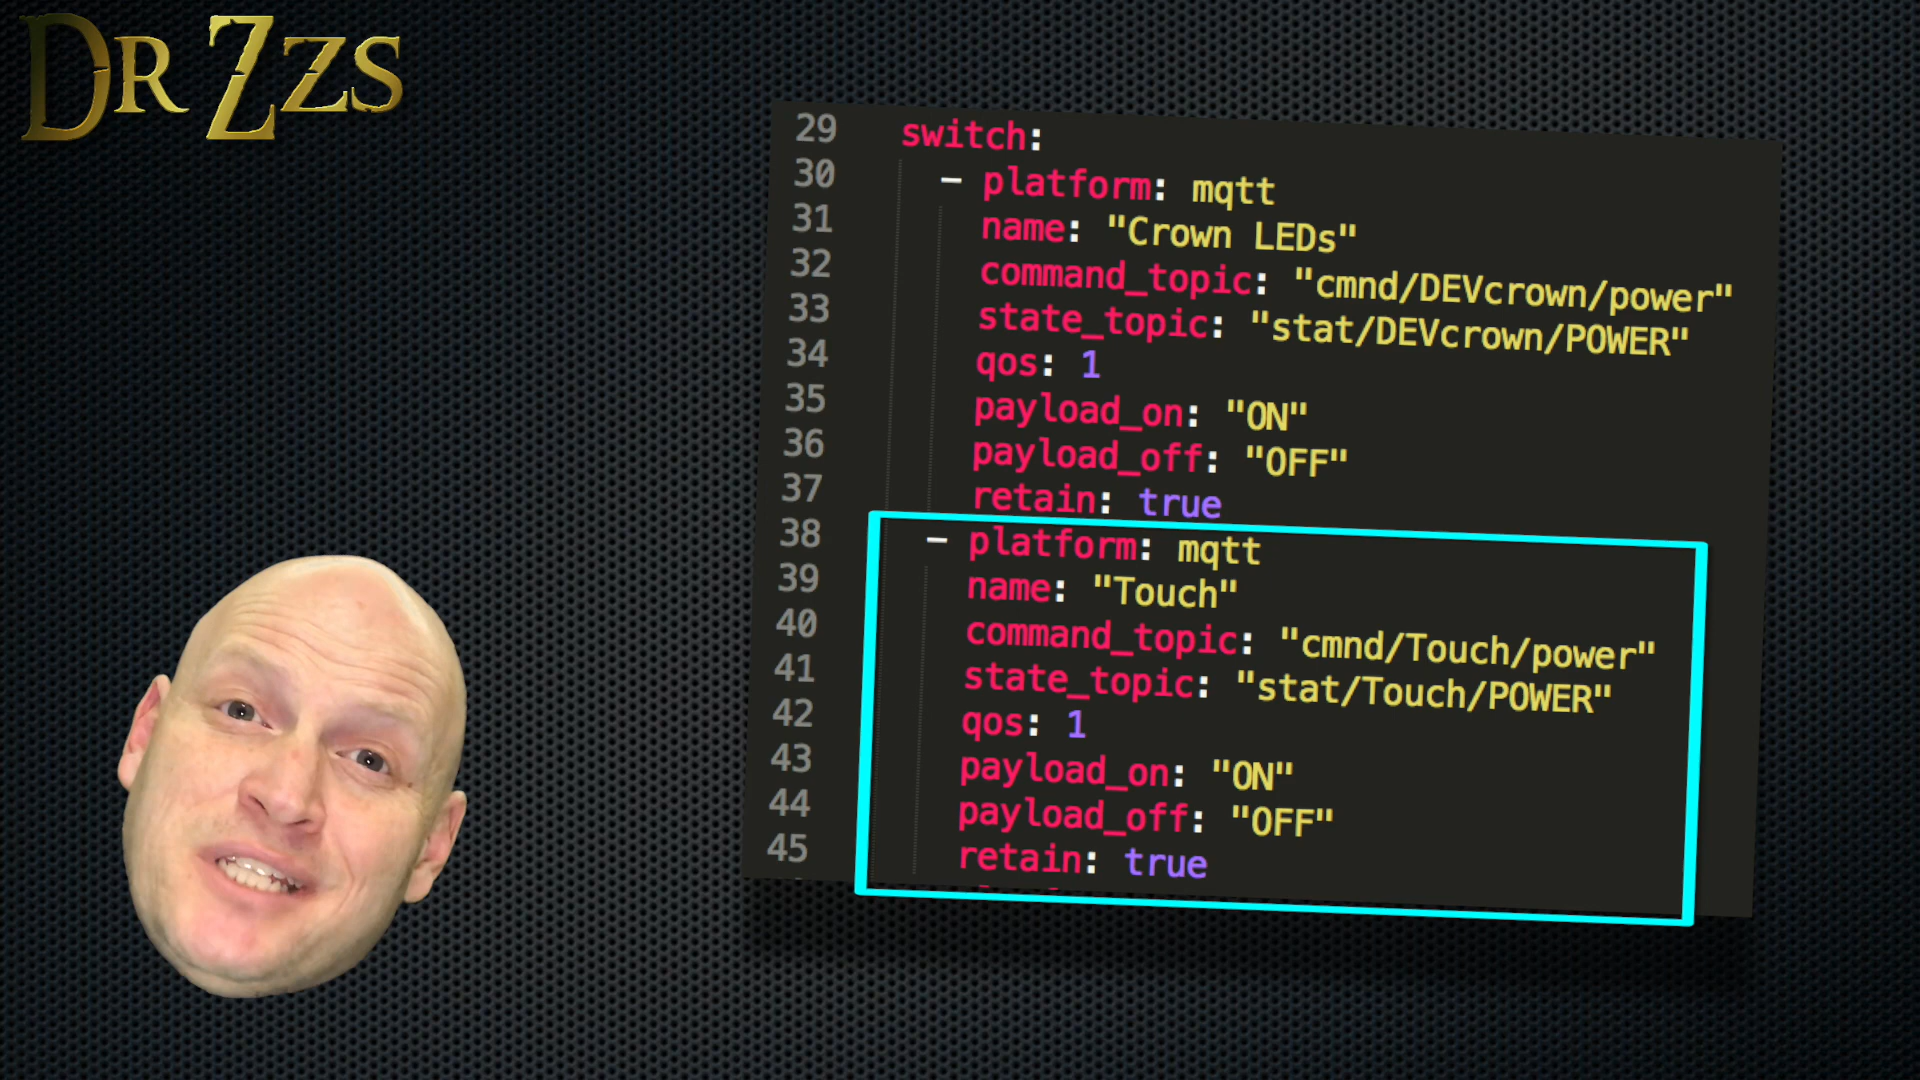 DR ZZS
29 switch:
30 - platform: mqtt
31 name: "Crown LEDs"
32 command_topic: "cmnd/DEVcrown/power"
33 state_topic: "stat/DEVcrown/POWER"
34 qos: 1
35 payload_on: "ON"
36 payload_off: "OFF"
37 retain: true
38 - platform: mqtt
39 name: "Touch"
40 command_topic: "cmnd/Touch/power"
41 state_topic: "stat/Touch/POWER"
42 qos: 1
43 payload_on: "ON"
44 payload_off: "OFF"
45 retain: true